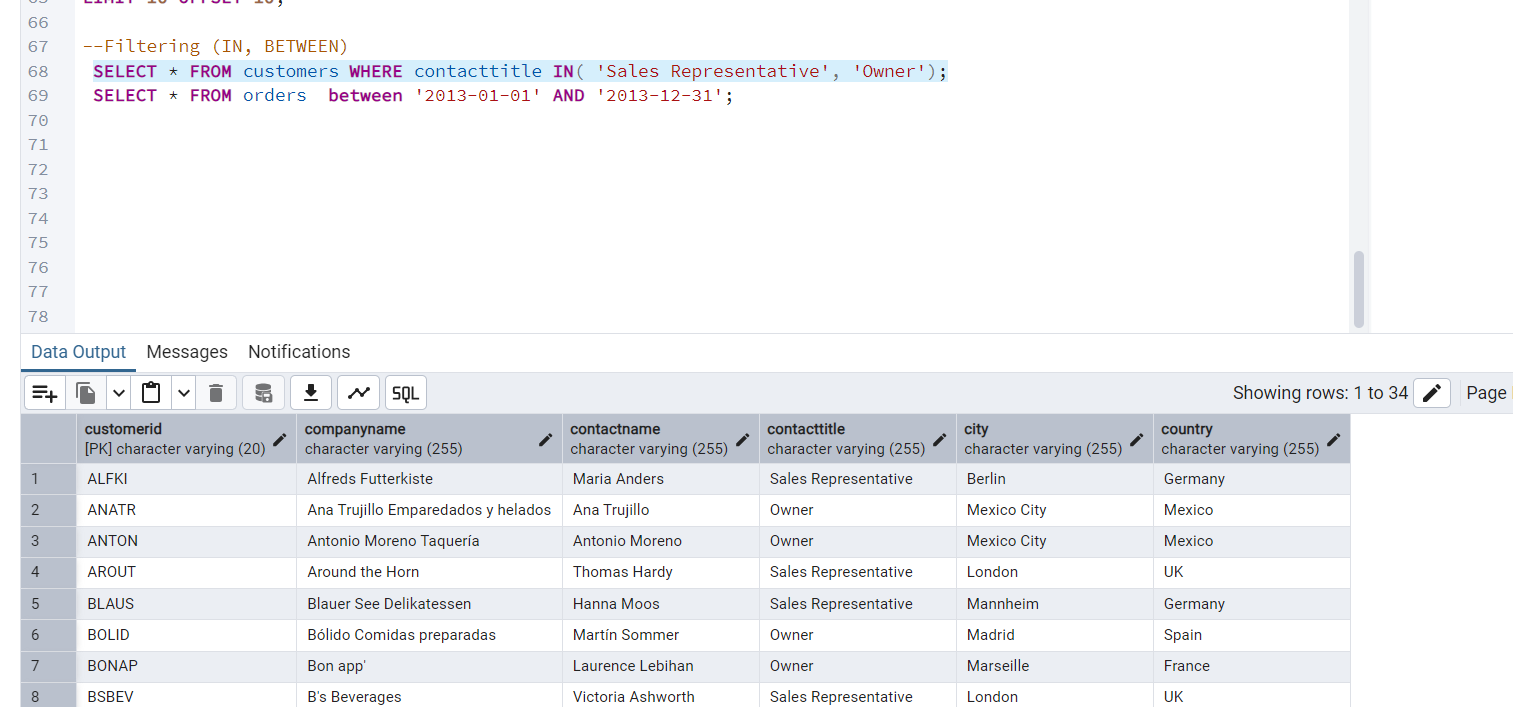 65 LIMIT 10 OFFSET 10;
66
67 --Filtering (IN, BETWEEN)
68 SELECT * FROM customers WHERE contacttitle IN( 'Sales Representative', 'Owner');
69 SELECT * FROM orders  between '2013-01-01' AND '2013-12-31';
70
71
72
73
74
75
76
77
78
Data Output Messages Notifications
SQL Showing rows: 1 to 34 Page
customerid companyname contactname contacttitle city country
[PK] character varying (20) character varying (255) character varying (255) character varying (255) character varying (255) character varying (255)
1 ALFKI Alfreds Futterkiste Maria Anders Sales Representative Berlin Germany
2 ANATR Ana Trujillo Emparedados y helados Ana Trujillo Owner Mexico City Mexico
3 ANTON Antonio Moreno Taquería Antonio Moreno Owner Mexico City Mexico
4 AROUT Around the Horn Thomas Hardy Sales Representative London UK
5 BLAUS Blauer See Delikatessen Hanna Moos Sales Representative Mannheim Germany
6 BOLID Bólido Comidas preparadas Martín Sommer Owner Madrid Spain
7 BONAP Bon app' Laurence Lebihan Owner Marseille France
8 BSBEV B's Beverages Victoria Ashworth Sales Representative London UK